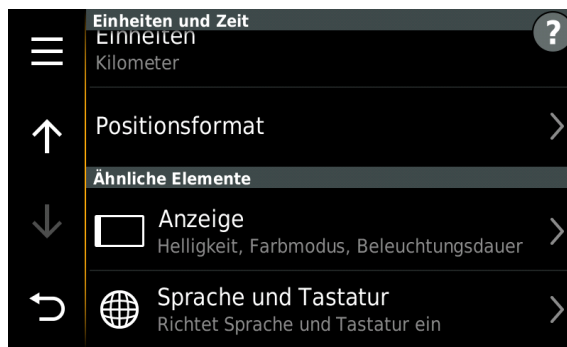 Einheiten und Zeit
?
Einheiten
Kilometer
Positionsformat
Ähnliche Elemente
Anzeige
Helligkeit, Farbmodus, Beleuchtungsdauer
Sprache und Tastatur
Richtet Sprache und Tastatur ein